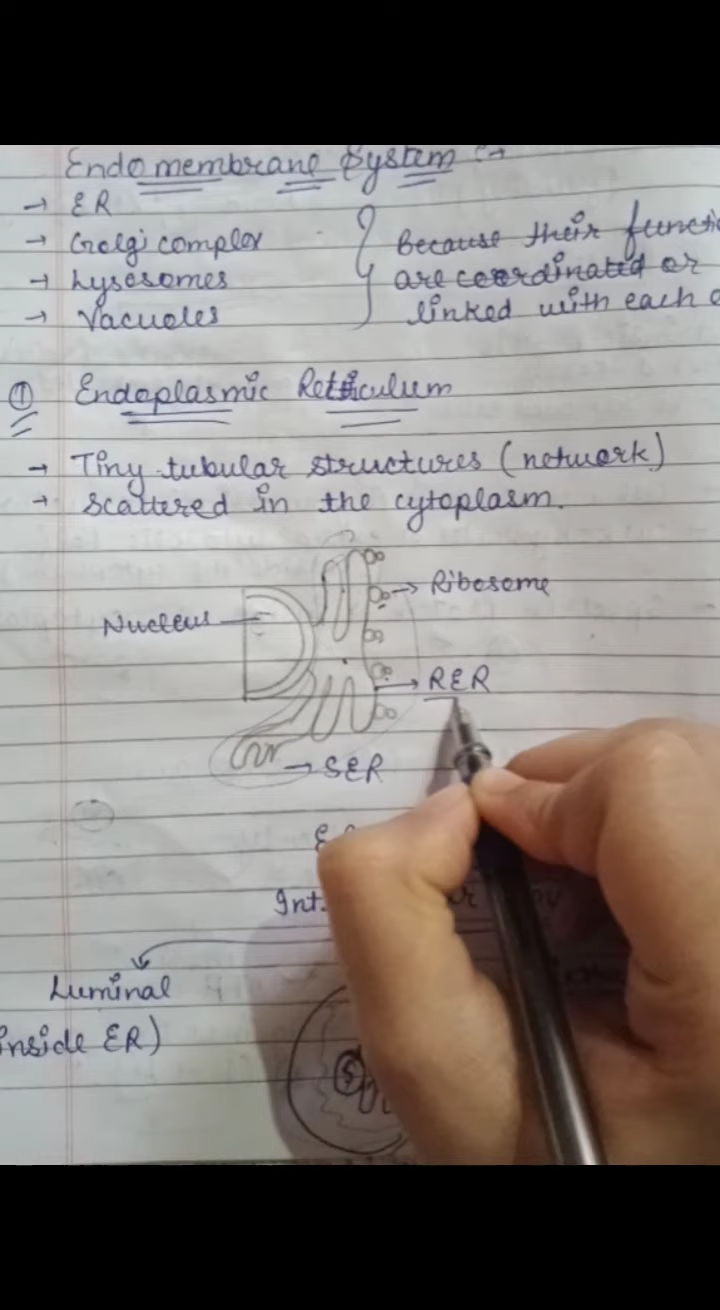 Endomembrane System :→
→ ER
→ Golgi complex
→ Lysosomes
→ Vacuoles
Because their
are coordinated or
linked with each
① Endoplasmic Reticulum
→ Tiny tubular structures (network)
→ scattered in the cytoplasm.
Ribosome
Nucleus
RER
SER
Luminal
inside ER)